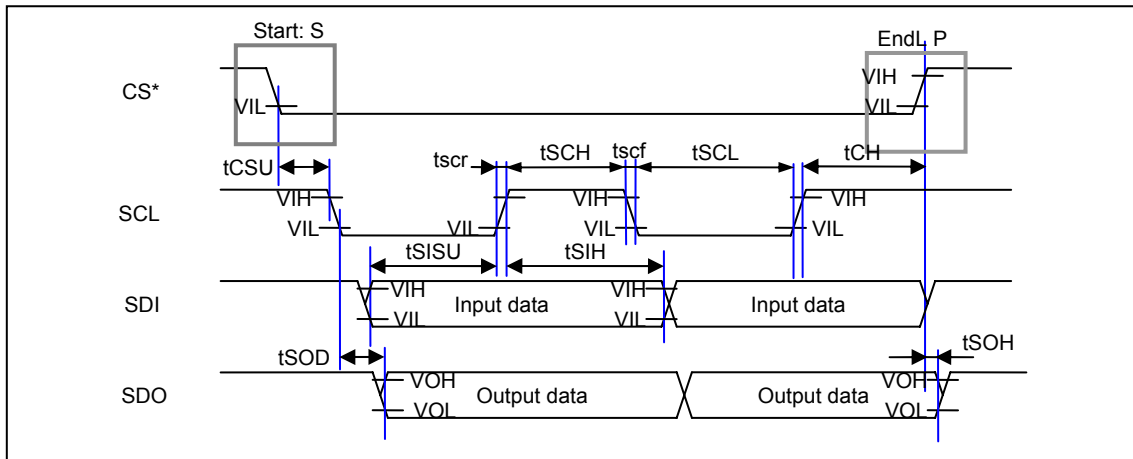 Start: S
EndL P
CS*
VIL
VIH
VIL
tCSU
tscr
tSCH
tscf
tSCL
tCH
SCL
VIH
VIL
VIL
VIH
VIH
VIL
VIL
VIH
VIL
tSISU
tSIH
SDI
VIH
VIL
Input data
VIH
VIL
Input data
tSOD
tSOH
SDO
VOH
VOL
Output data
Output data
VOH
VOL